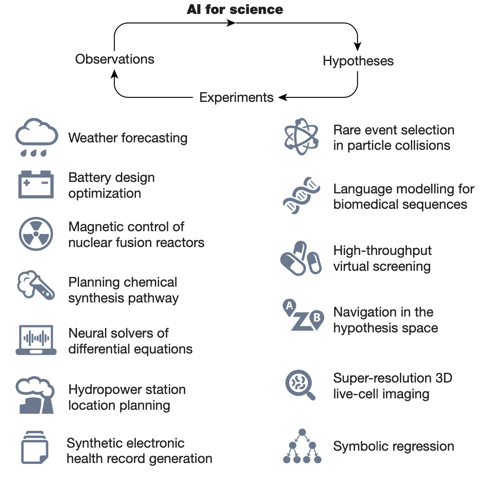 AI for science
Observations
Hypotheses
Experiments
Weather forecasting
Battery design
optimization
Magnetic control of
nuclear fusion reactors
Planning chemical
synthesis pathway
Neural solvers of
differential equations
Hydropower station
location planning
Synthetic electronic
health record generation
Rare event selection
in particle collisions
Language modelling for
biomedical sequences
High-throughput
virtual screening
A
Z
B
Navigation in the
hypothesis space
Super-resolution 3D
live-cell imaging
Symbolic regression